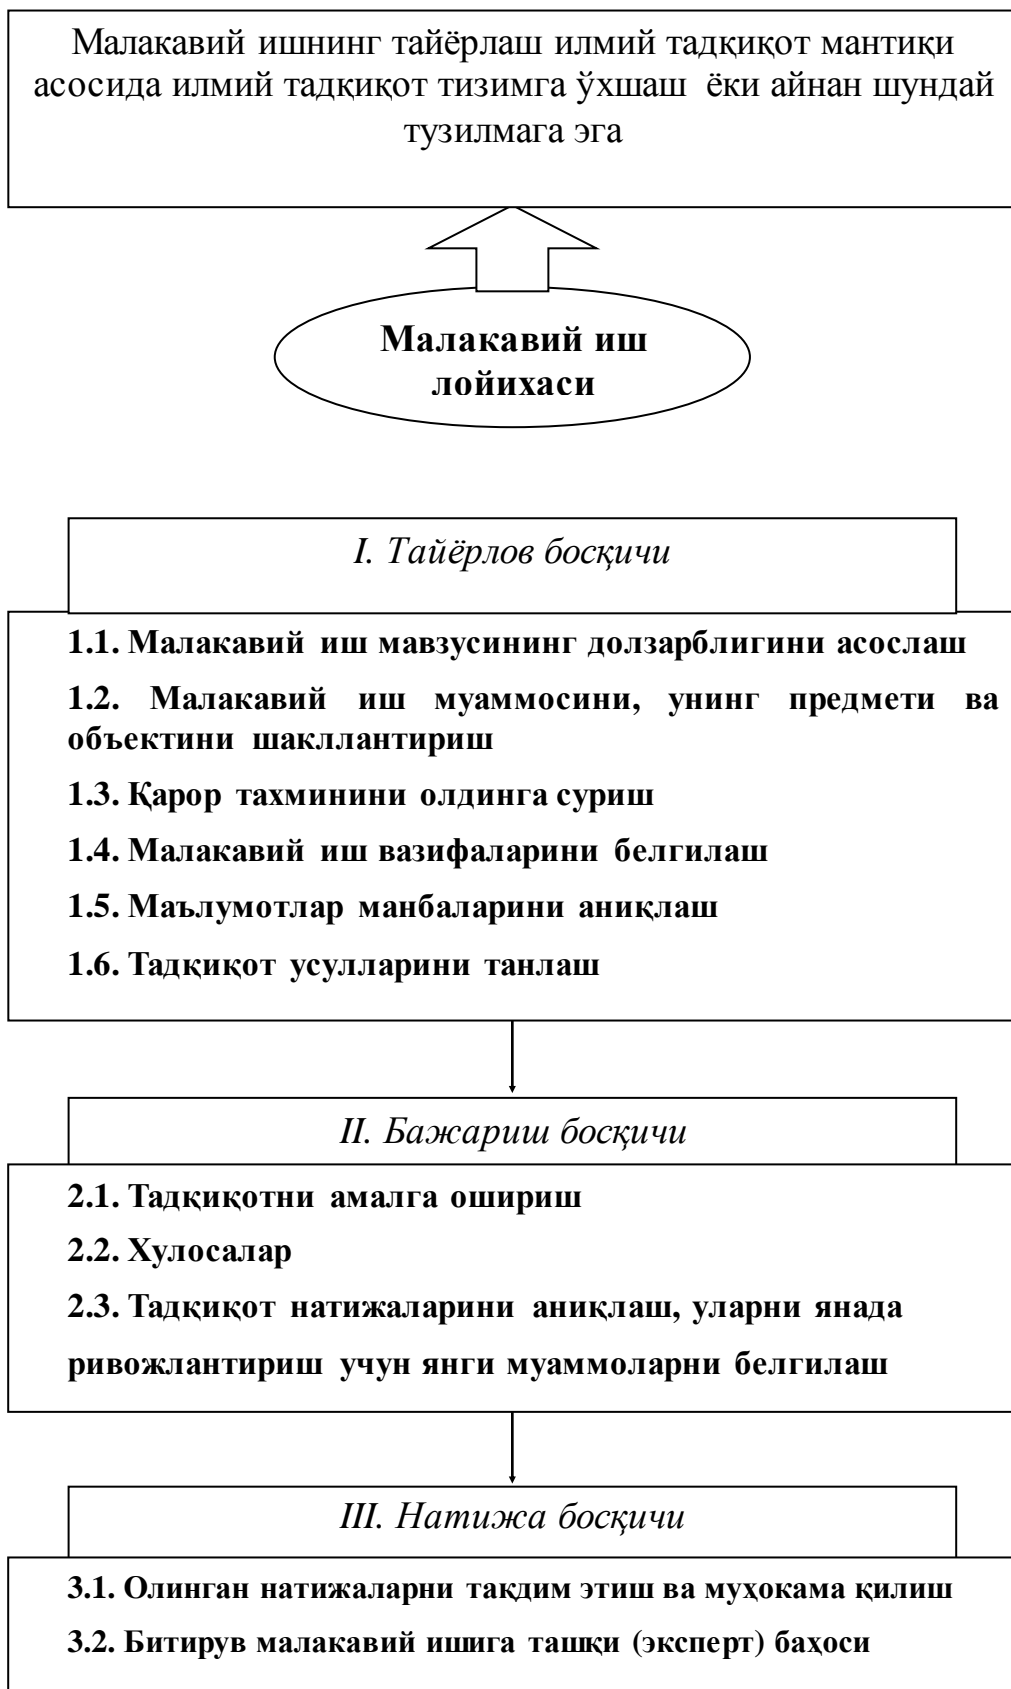 Малакавий ишнинг тайёрлаш илмий тадқиқот мантиқи
асосида илмий тадқиқот тизимга ўхшаш ёки айнан шундай
тузилмага эга
Малакавий иш
лойихаси
I. Тайёрлов босқичи
1.1. Малакавий иш мавзусининг долзарблигини асослаш
1.2. Малакавий иш муаммосини, унинг предмети ва
объектини шакллантириш
1.3. Қарор тахминини олдинга суриш
1.4. Малакавий иш вазифаларини белгилаш
1.5. Маълумотлар манбаларини аниқлаш
1.6. Тадқиқот усулларини танлаш
II. Бажариш босқичи
2.1. Тадқиқотни амалга ошириш
2.2. Хулосалар
2.3. Тадқиқот натижаларини аниқлаш, уларни янада
ривожлантириш учун янги муаммоларни белгилаш
III. Натижа босқичи
3.1. Олинган натижаларни тақдим этиш ва муҳокама қилиш
3.2. Битирув малакавий ишига ташқи (эксперт) баҳоси